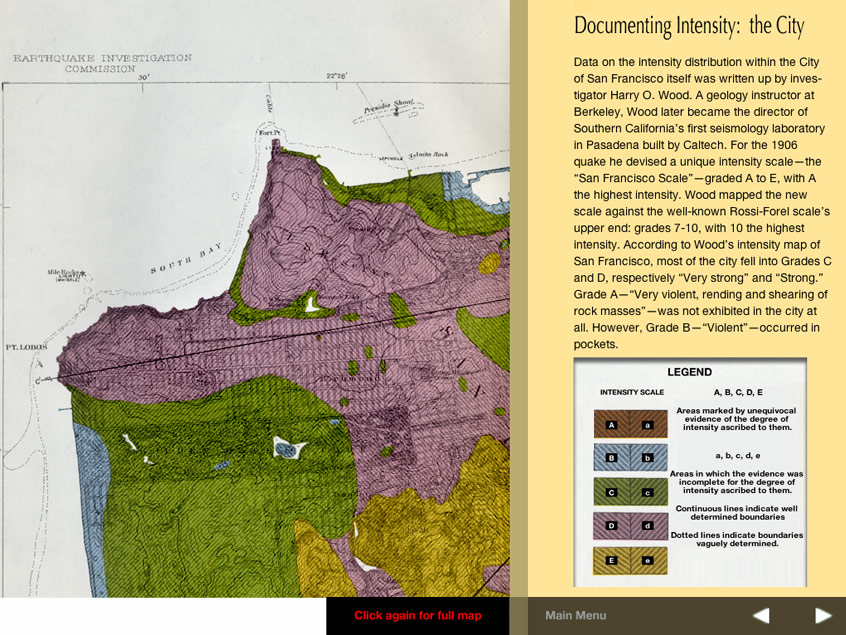 EARTHQUAKE INVESTIGATION
COMMISSION
30'
22°28'
Cable
Presidio Shoal
Fort Pt.
SOUTH BAY
Mile Rocks
PT. LOBOS
Documenting Intensity: the City
Data on the intensity distribution within the City
of San Francisco itself was written up by inves-
tigator Harry O. Wood. A geology instructor at
Berkeley, Wood later became the director of
Southern California's first seismology laboratory
in Pasadena built by Caltech. For the 1906
quake he devised a unique intensity scale—the
“San Francisco Scale”—graded A to E, with A
the highest intensity. Wood mapped the new
scale against the well-known Rossi-Forel scale's
upper end: grades 7-10, with 10 the highest
intensity. According to Wood's intensity map of
San Francisco, most of the city fell into Grades C
and D, respectively “Very strong” and “Strong.”
Grade A—“Very violent, rending and shearing of
rock masses”—was not exhibited in the city at
all. However, Grade B—“Violent”—occurred in
pockets.
LEGEND
INTENSITY SCALE
A, B, C, D, E
Areas marked by unequivocal
evidence of the degree of
intensity ascribed to them.
a, b, c, d, e
Areas in which the evidence was
incomplete for the degree of
intensity ascribed to them.
Continuous lines indicate well
determined boundaries
Dotted lines indicate boundaries
vaguely determined.
A a
B b
C c
D d
E e
Click again for full map
Main Menu